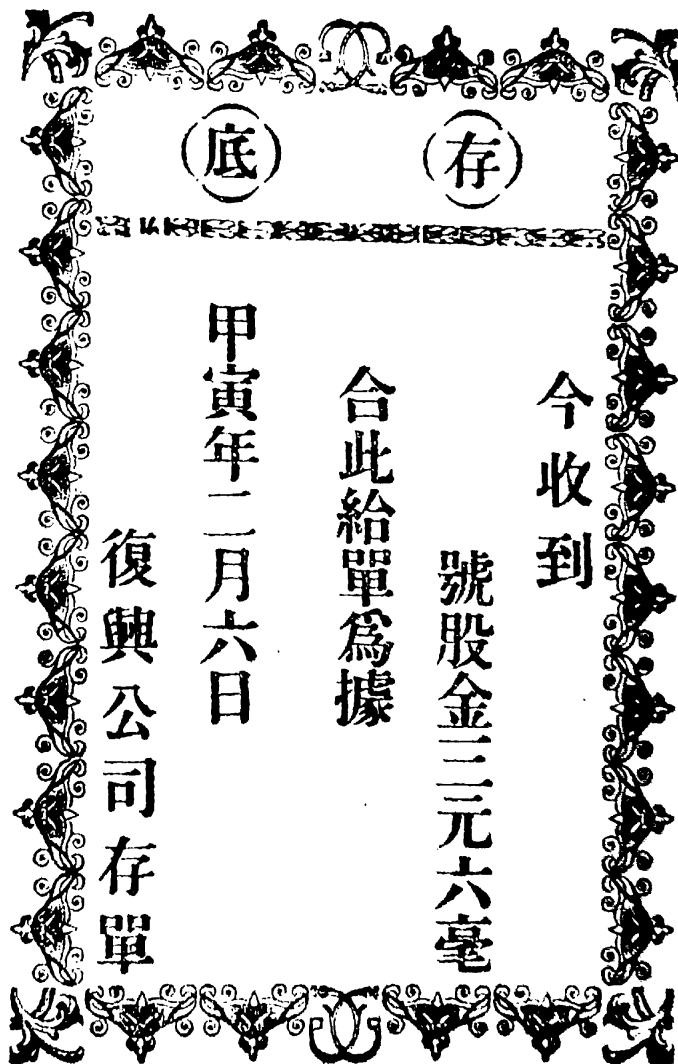 存底
今收到
號股金三元六毫
合此給單爲據
甲寅年二月六日
復興公司存單